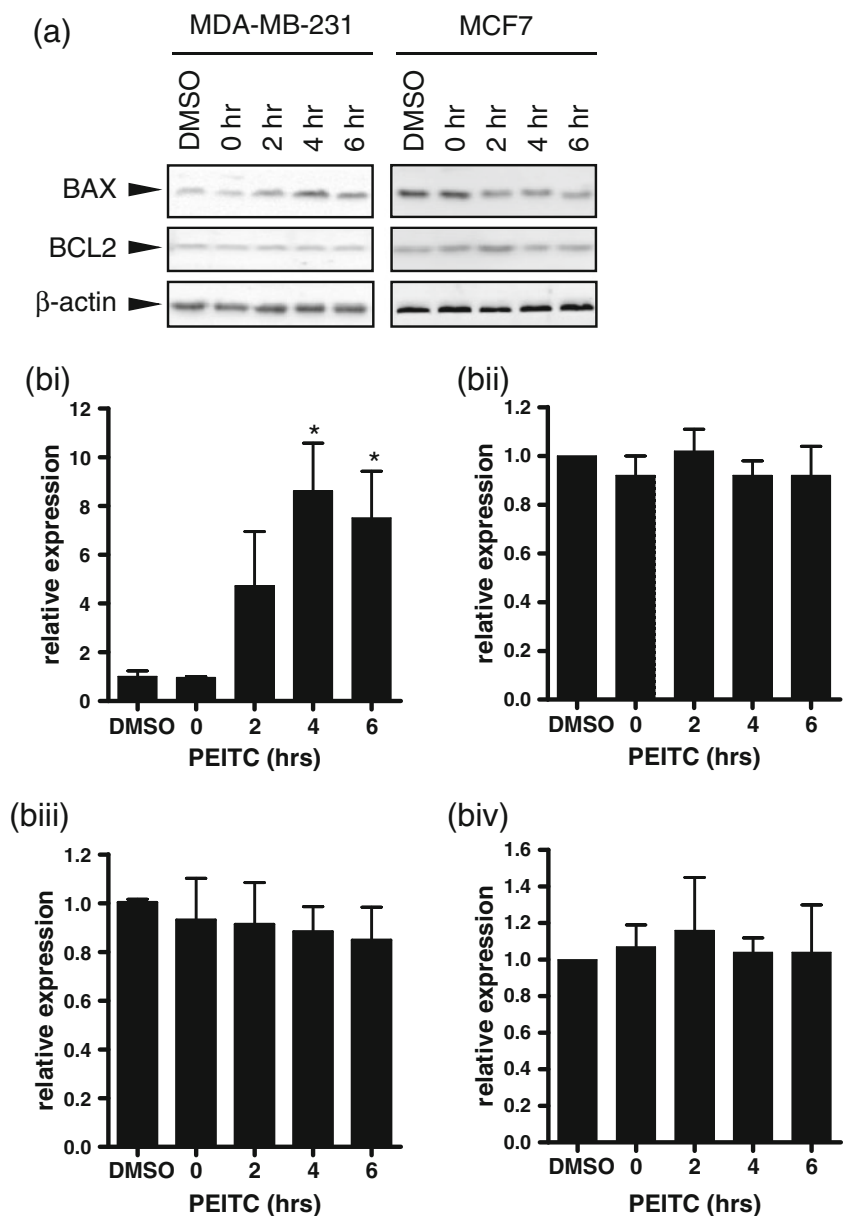 (a)
MDA-MB-231 MCF7
DMSO 0 hr 2 hr 4 hr 6 hr DMSO 0 hr 2 hr 4 hr 6 hr
BAX
BCL2
β-actin
(bi)
relative expression
12
10
8
6
4
2
0
* *
DMSO 0 2 4 6
PEITC (hrs)
(bii)
relative expression
1.2
1.0
0.8
0.6
0.4
0.2
0.0
DMSO 0 2 4 6
PEITC (hrs)
(biii)
relative expression
1.2
1.0
0.8
0.6
0.4
0.2
0.0
DMSO 0 2 4 6
PEITC (hrs)
(biv)
relative expression
1.6
1.4
1.2
1.0
0.8
0.6
0.4
0.2
0.0
DMSO 0 2 4 6
PEITC (hrs)